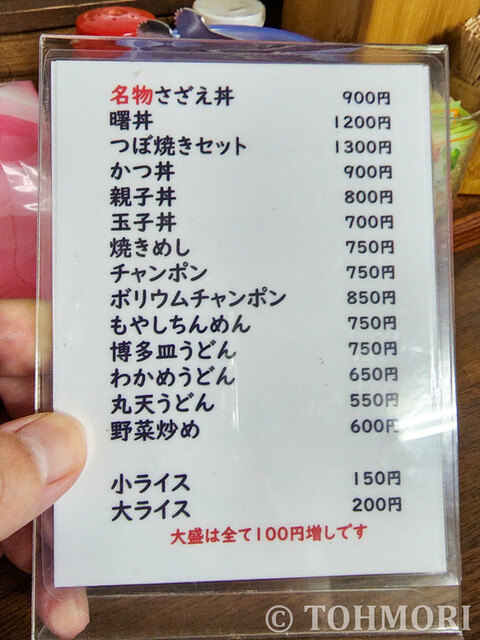 名物さざえ丼 900円
曙丼 1200円
つぼ焼きセット 1300円
かつ丼 900円
親子丼 800円
玉子丼 700円
焼きめし 750円
チャンポン 750円
ボリウムチャンポン 850円
もやしちんめん 750円
博多皿うどん 750円
わかめうどん 650円
丸天うどん 550円
野菜炒め 600円
小ライス 150円
大ライス 200円
大盛は全て100円増しです
© TOHMORI